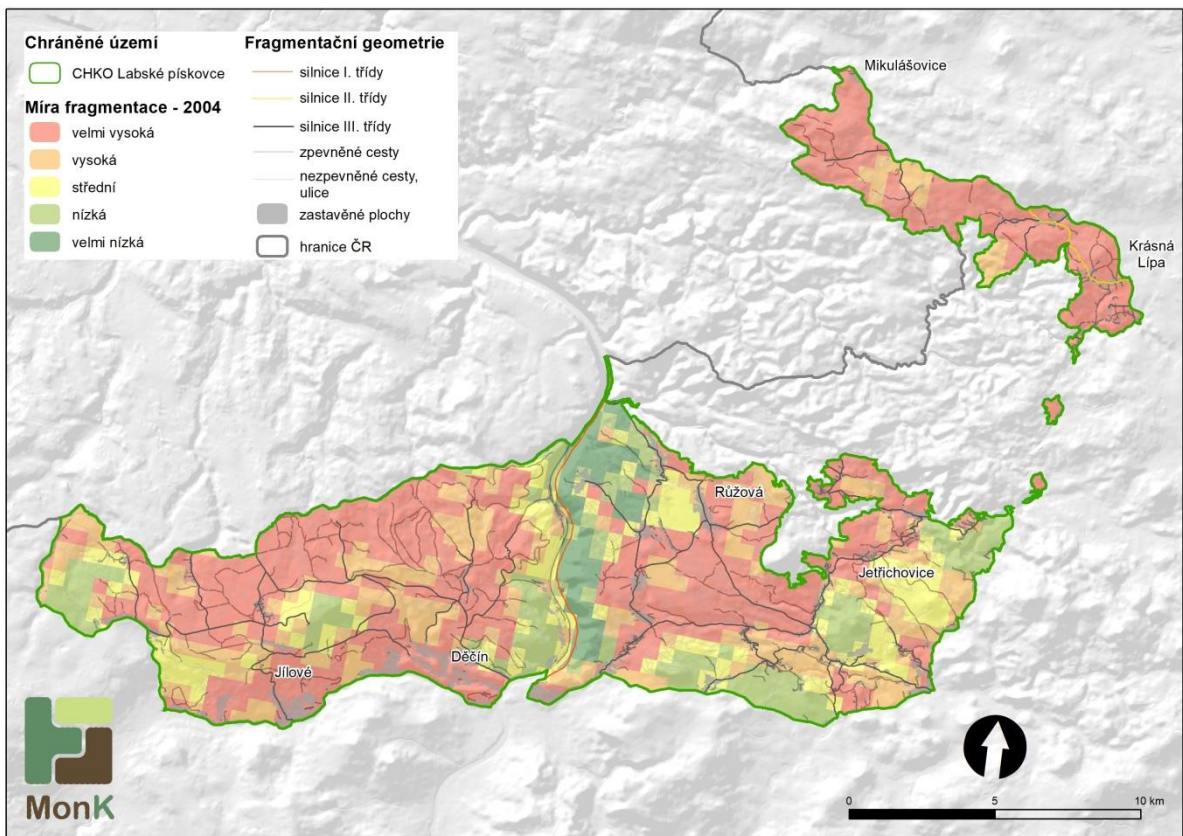 Chráněné území
CHKO Labské pískovce
Míra fragmentace - 2004
velmi vysoká
vysoká
střední
nízká
velmi nízká
Fragmentační geometrie
silnice I. třídy
silnice II. třídy
silnice III. třídy
zpevněné cesty
nezpevněné cesty,
ulice
zastavěné plochy
hranice ČR
Mikulášovice
Krásná
Lípa
Růžová
Jetřichovice
Děčín
Jílové
MonK
0 5 10 km